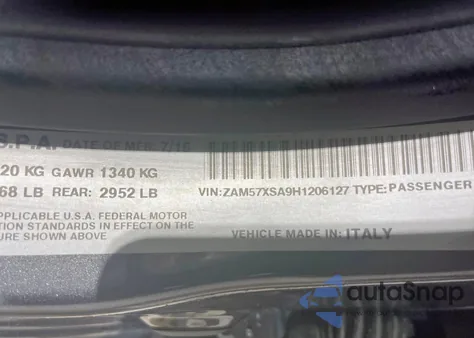 S.P.A. DATE OF MFR. 7/16
20 KG GAWR 1340 KG
68 LB REAR: 2952 LB
VIN:ZAM57XSA9H1206127 TYPE:PASSENGER
APPLICABLE U.S.A. FEDERAL MOTOR
TION STANDARDS IN EFFECT ON THE
URE SHOWN ABOVE.
VEHICLE MADE IN: ITALY
autoSnap